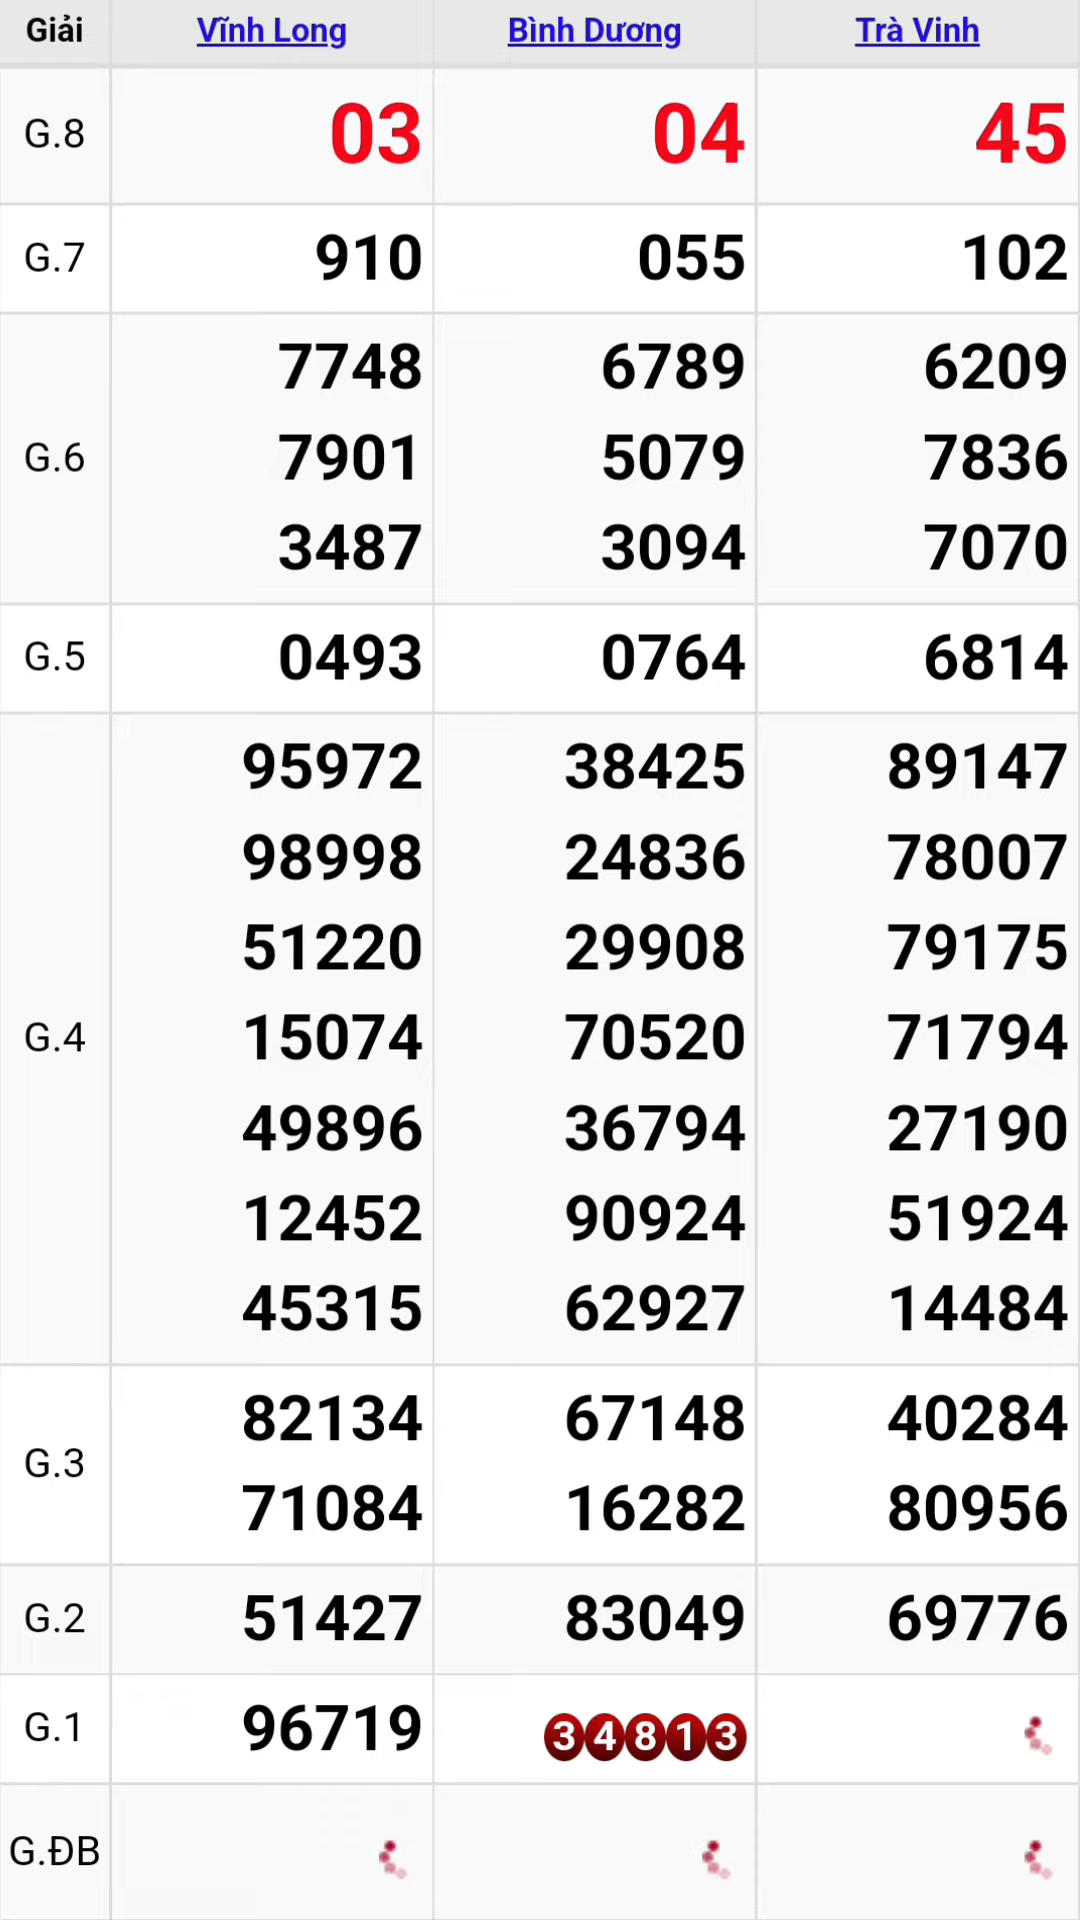 Giải Vĩnh Long Bình Dương Trà Vinh
G.8 03 04 45
G.7 910 055 102
7748 6789 6209
G.6 7901 5079 7836
3487 3094 7070
G.5 0493 0764 6814
95972 38425 89147
98998 24836 78007
51220 29908 79175
G.4 15074 70520 71794
49896 36794 27190
12452 90924 51924
45315 62927 14484
82134 67148 40284
G.3
71084 16282 80956
G.2 51427 83049 69776
G.1 96719 34813
G.ĐB